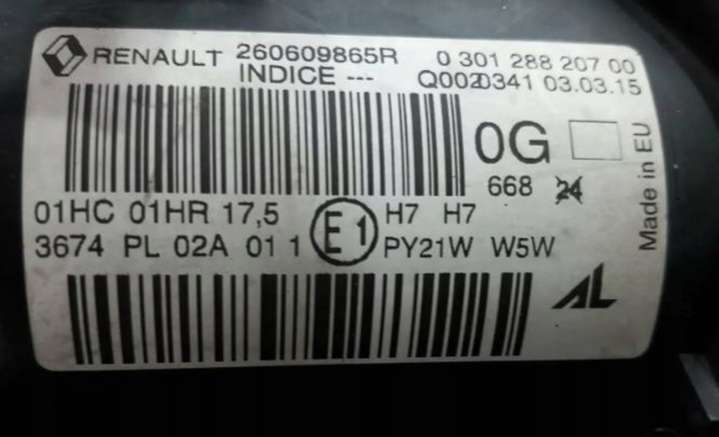 RENAULT 260609865R 0 301 288 207 00
INDICE --- Q0020341 03.03.15
0G
668 24
01HC 01HR 17,5 E1 H7 H7
3674 PL 02A 01 1 PY21W W5W
AL
Made in EU